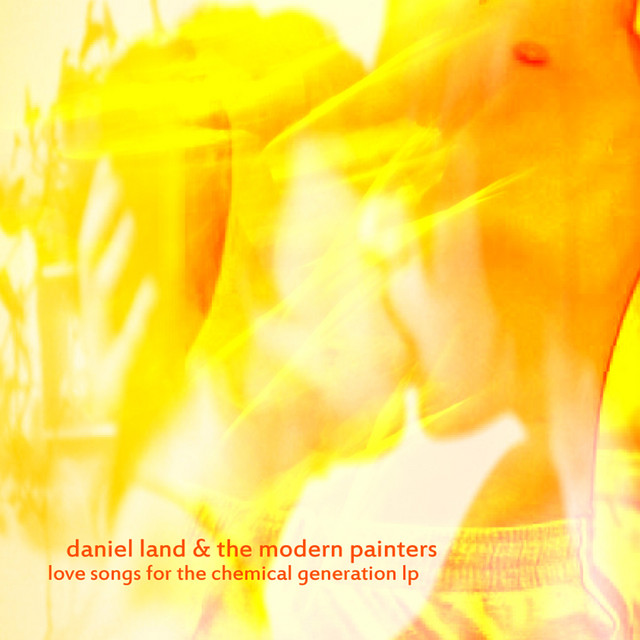 daniel land & the modern painters
love songs for the chemical generation lp